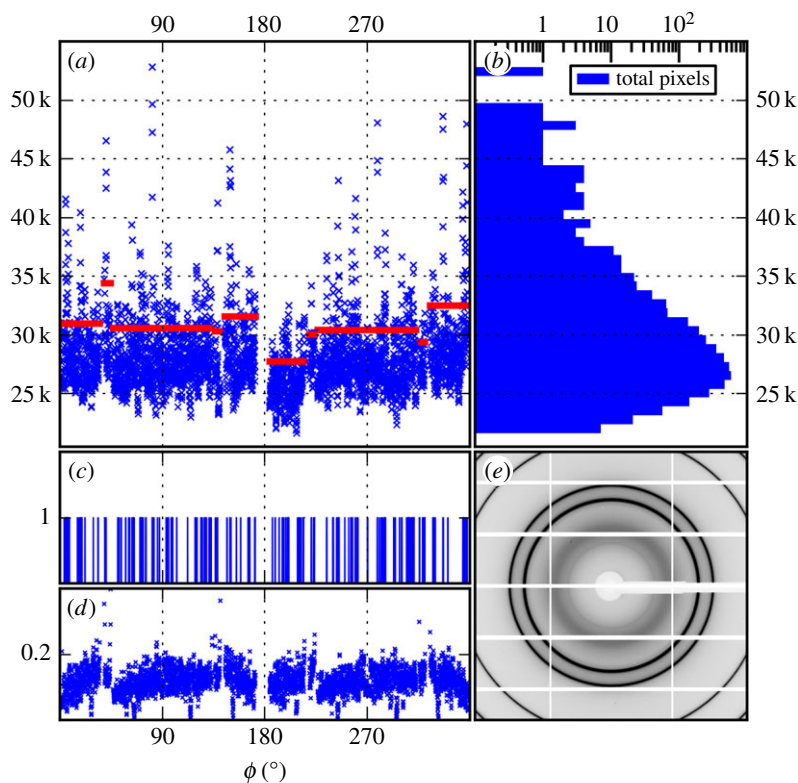 90 180 270 1 10 10²
(a) (b)
total pixels
50 k 50 k
45 k 45 k
40 k 40 k
35 k 35 k
30 k 30 k
25 k 25 k
(c) (e)
1
(d)
0.2
90 180 270
ϕ (°)